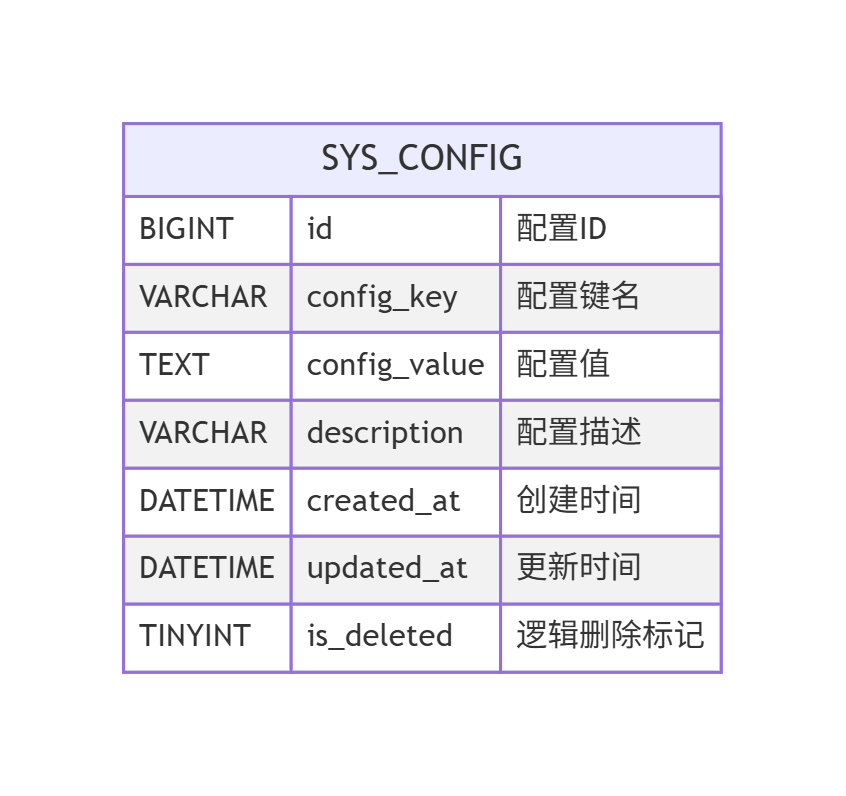 SYS_CONFIG
BIGINT id 配置ID
VARCHAR config_key 配置键名
TEXT config_value 配置值
VARCHAR description 配置描述
DATETIME created_at 创建时间
DATETIME updated_at 更新时间
TINYINT is_deleted 逻辑删除标记